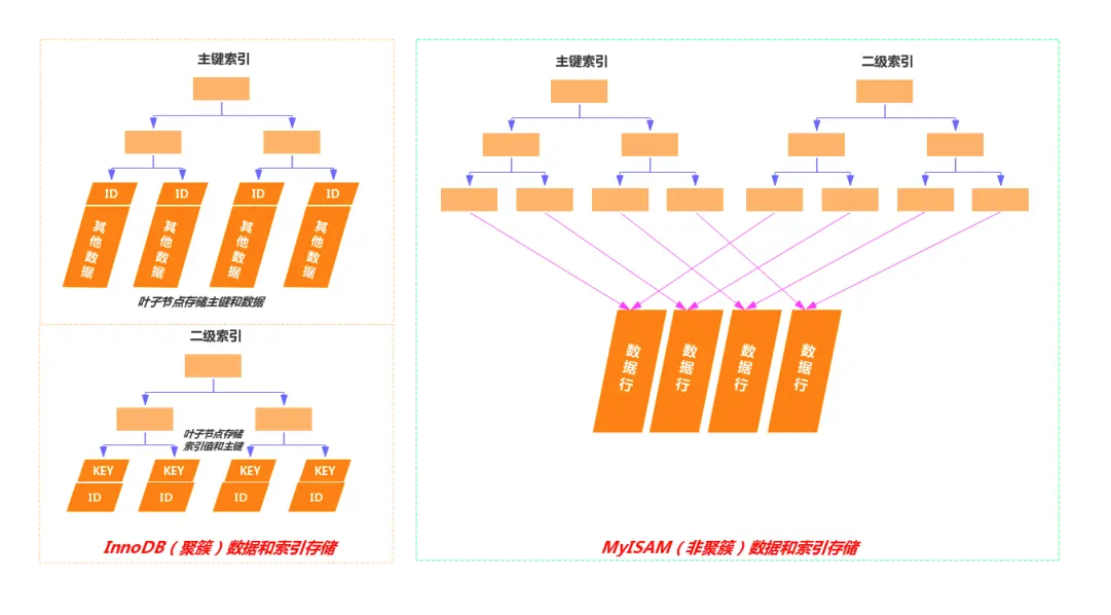 主键索引
ID ID ID ID
其他数据 其他数据 其他数据 其他数据
叶子节点存储主键和数据
二级索引
叶子节点存储
索引值和主键
KEY KEY KEY KEY
ID ID ID ID
InnoDB（聚簇）数据和索引存储
主键索引 二级索引
数据行 数据行 数据行 数据行
MyISAM（非聚簇）数据和索引存储